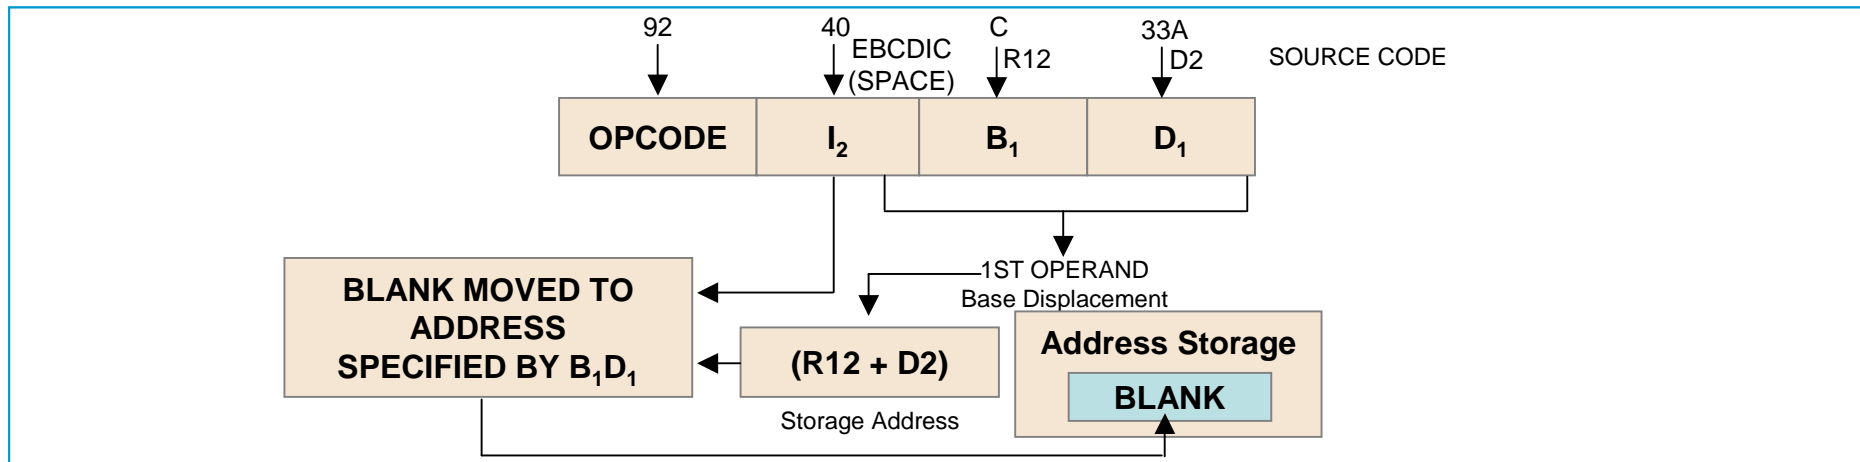 92
40
C
33A
EBCDIC
(SPACE)
R12
D2
SOURCE CODE
OPCODE
I₂
B₁
D₁
1ST OPERAND
Base Displacement
BLANK MOVED TO
ADDRESS
SPECIFIED BY B₁D₁
(R12 + D2)
Storage Address
Address Storage
BLANK